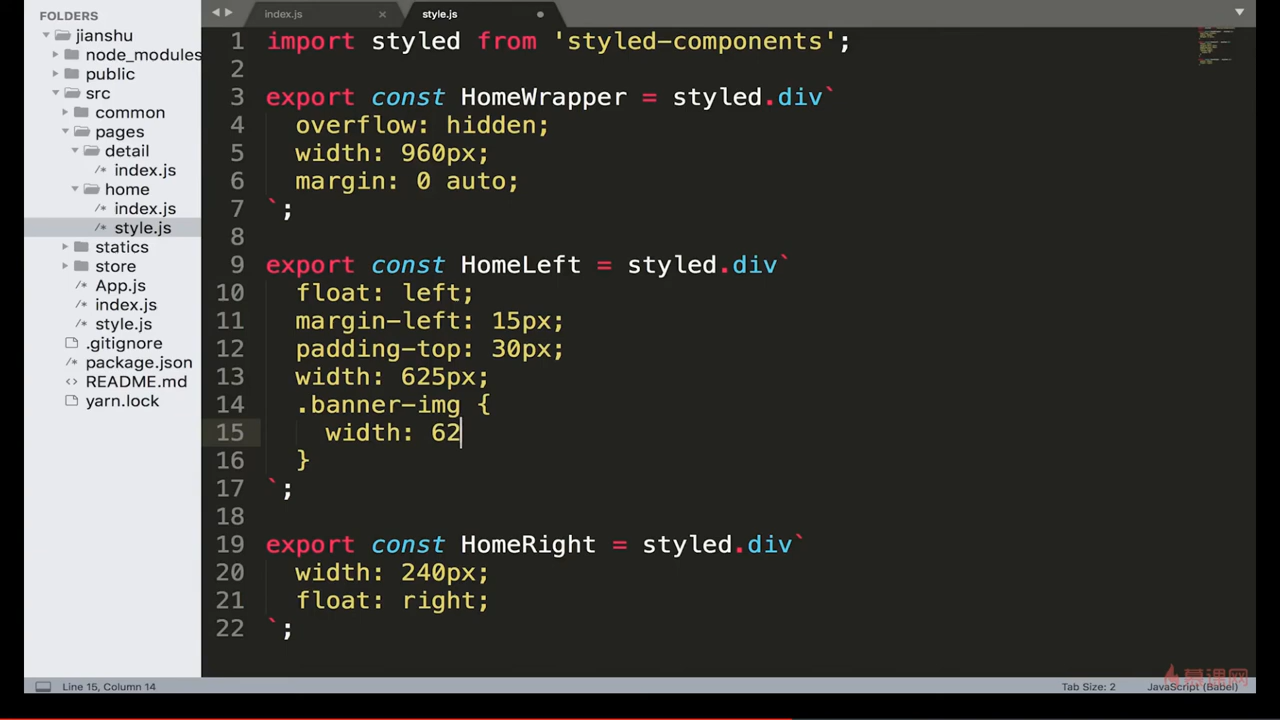 FOLDERS
jianshu
node_modules
public
src
common
pages
detail
index.js
home
index.js
style.js
statics
store
App.js
index.js
style.js
.gitignore
package.json
README.md
yarn.lock
index.js
style.js
1 import styled from 'styled-components';
2
3 export const HomeWrapper = styled.div`
4 overflow: hidden;
5 width: 960px;
6 margin: 0 auto;
7 `;
8
9 export const HomeLeft = styled.div`
10 float: left;
11 margin-left: 15px;
12 padding-top: 30px;
13 width: 625px;
14 .banner-img {
15 width: 62
16 }
17 `;
18
19 export const HomeRight = styled.div`
20 width: 240px;
21 float: right;
22 `;
慕课网
Line 15, Column 14
Tab Size: 2
JavaScript (Babel)